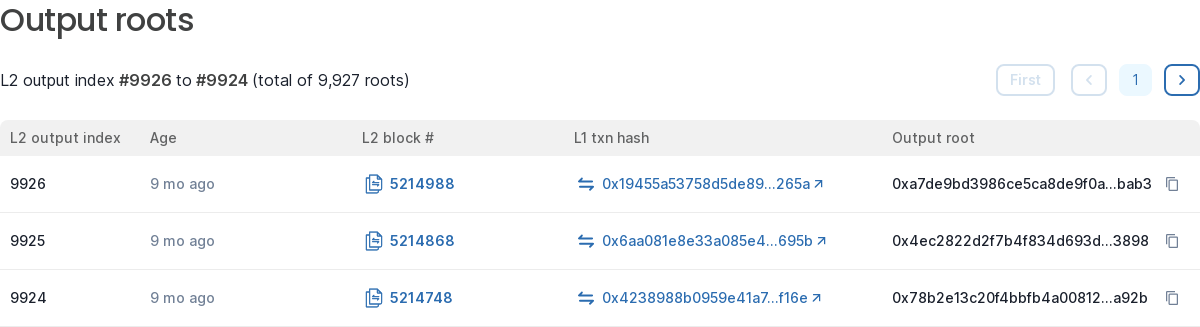 Output roots
L2 output index #9926 to #9924 (total of 9,927 roots) First 1
L2 output index Age L2 block # L1 txn hash Output root
9926 9 mo ago 5214988 0x19455a53758d5de89...265a 0xa7de9bd3986ce5ca8de9f0a...bab3
9925 9 mo ago 5214868 0x6aa081e8e33a085e4...695b 0x4ec2822d2f7b4f834d693d...3898
9924 9 mo ago 5214748 0x4238988b0959e41a7...f16e 0x78b2e13c20f4bbfb4a00812...a92b